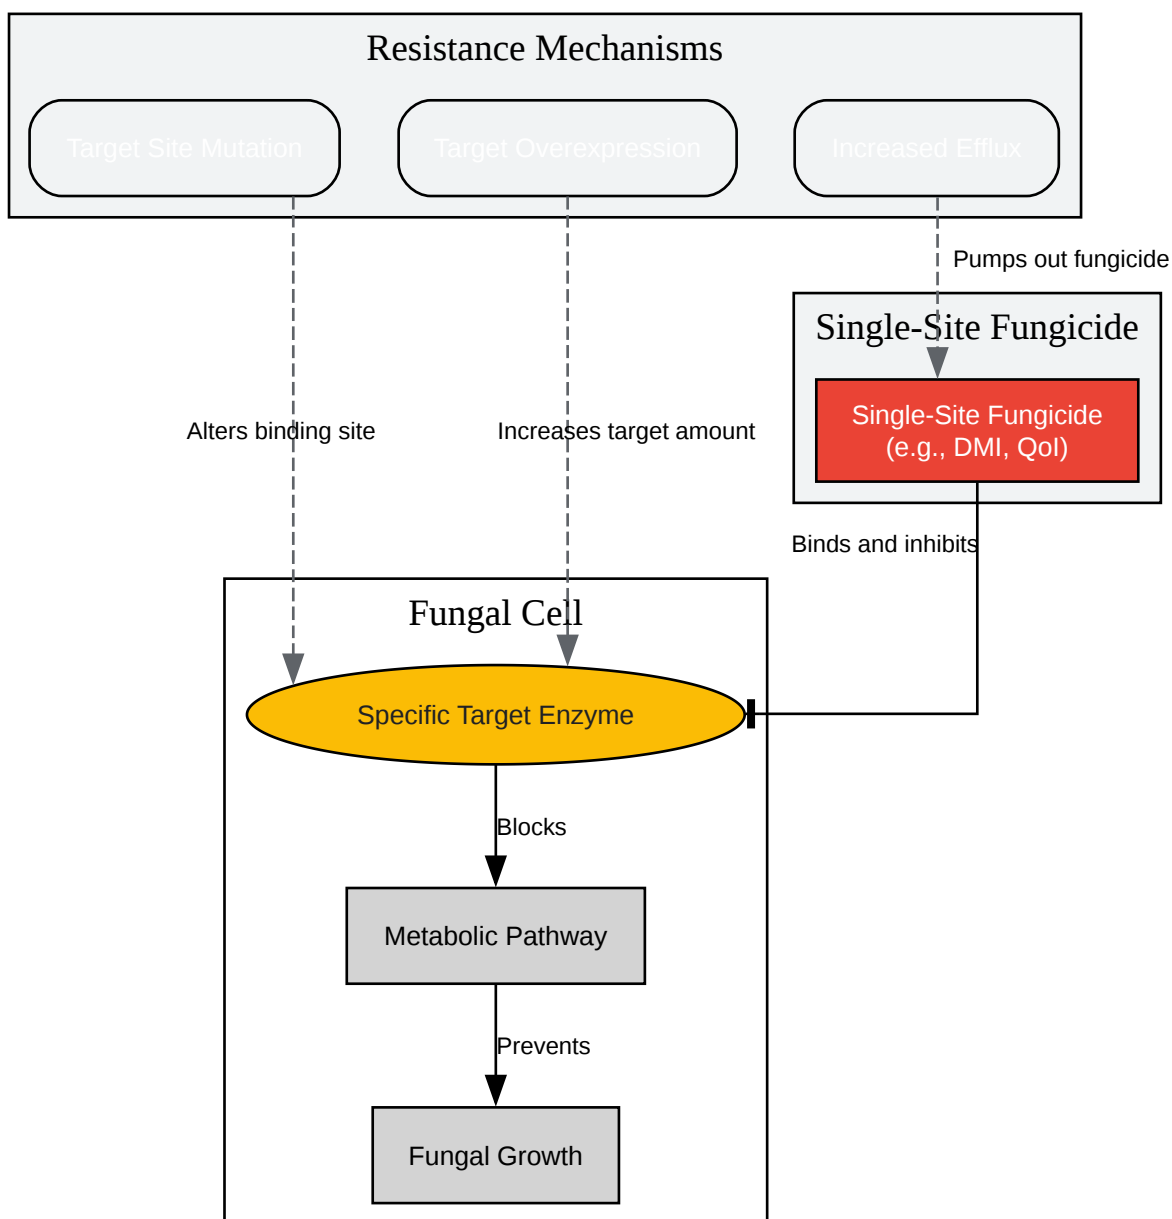 Resistance Mechanisms
Target Site Mutation
Target Overexpression
Increased Efflux
Pumps out fungicide
Single-Site Fungicide
Single-Site Fungicide
(e.g., DMI, QoI)
Alters binding site
Increases target amount
Binds and inhibits
Fungal Cell
Specific Target Enzyme
Blocks
Metabolic Pathway
Prevents
Fungal Growth